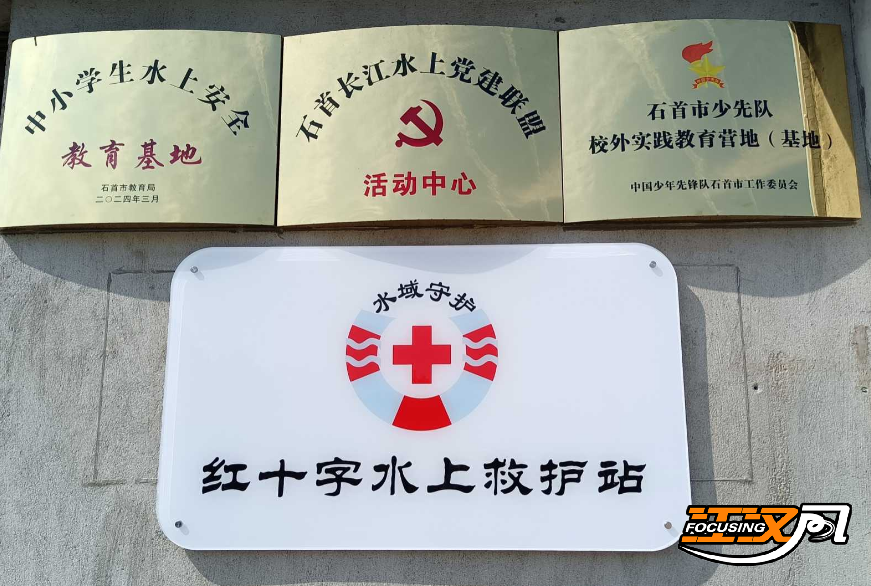 中小学生水上安全
教育基地
石首市教育局
二〇二四年三月
石首长江水上党建联盟
活动中心
石首市少先队
校外实践教育营地（基地）
中国少年先锋队石首市工作委员会
水域守护
红十字水上救护站
江汉风
FOCUSING